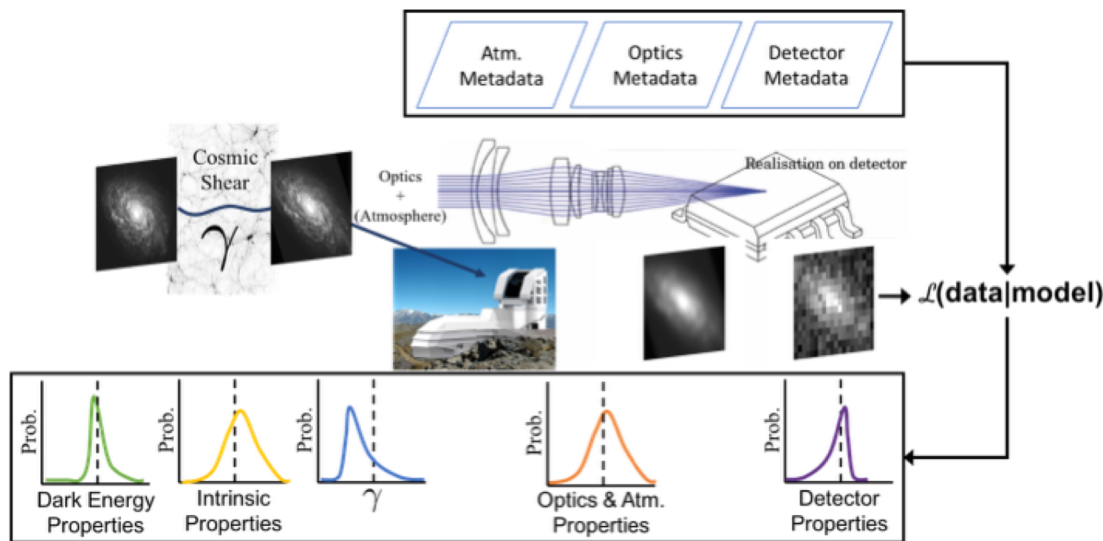 Atm.
Metadata
Optics
Metadata
Detector
Metadata
Cosmic
Shear
γ
Optics
+
(Atmosphere)
Realisation on detector
ℒ(data|model)
Prob.
Dark Energy
Properties
Prob.
Intrinsic
Properties
Prob.
γ
Prob.
Optics & Atm.
Properties
Prob.
Detector
Properties